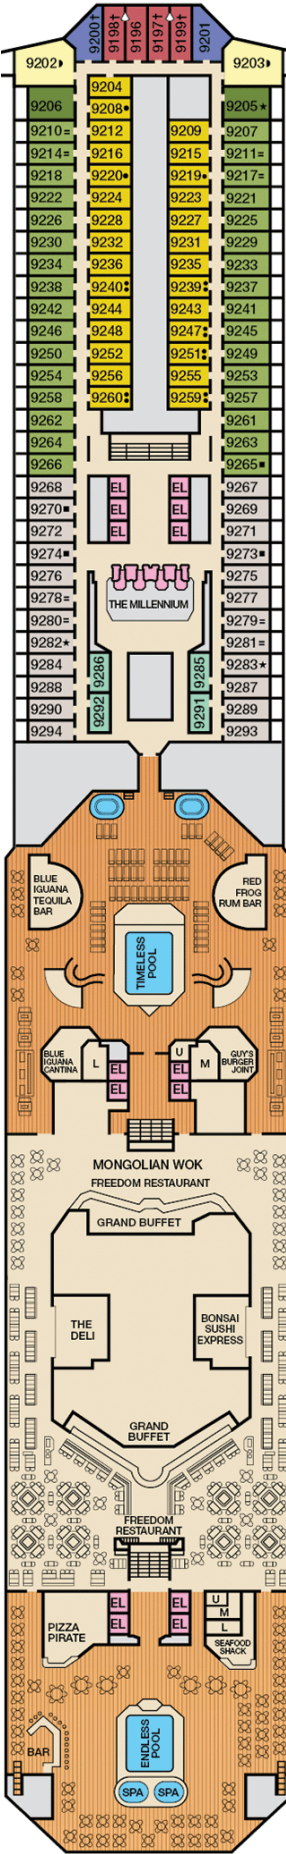 9200†
9198†
9196
9197†
9199†
9201
9202◗
9203◗
9204
9206
9208●
9205★
9210=
9212
9209
9207
9214=
9216
9215
9211=
9218
9220●
9219●
9217=
9222
9224
9223
9221
9226
9228
9227
9225
9230
9232
9231
9229
9234
9236
9235
9233
9238
9240:
9239:
9237
9242
9244
9243
9241
9246
9248
9247:
9245
9250
9252
9251:
9249
9254
9256
9255
9253
9258
9260:
9259:
9257
9262
9261
9264
9263
9266
9265■
9268
EL
EL
9267
9270■
EL
EL
9269
9272
EL
EL
9271
9274■
9273■
9276
9275
9278=
THE MILLENNIUM
9277
9280=
9279=
9282★
9281=
9284
9286
9285
9283★
9288
9287
9290
9292
9291
9289
9294
9293
BLUE
IGUANA
TEQUILA
BAR
RED
FROG
RUM BAR
TIMELESS
POOL
BLUE
IGUANA
CANTINA
L
EL
EL
U
M
EL
EL
GUY'S
BURGER
JOINT
MONGOLIAN WOK
FREEDOM RESTAURANT
GRAND BUFFET
THE
DELI
BONSAI
SUSHI
EXPRESS
GRAND
BUFFET
FREEDOM
RESTAURANT
PIZZA
PIRATE
EL
EL
EL
EL
U
M
L
SEAFOOD
SHACK
BAR
ENDLESS
POOL
SPA
SPA